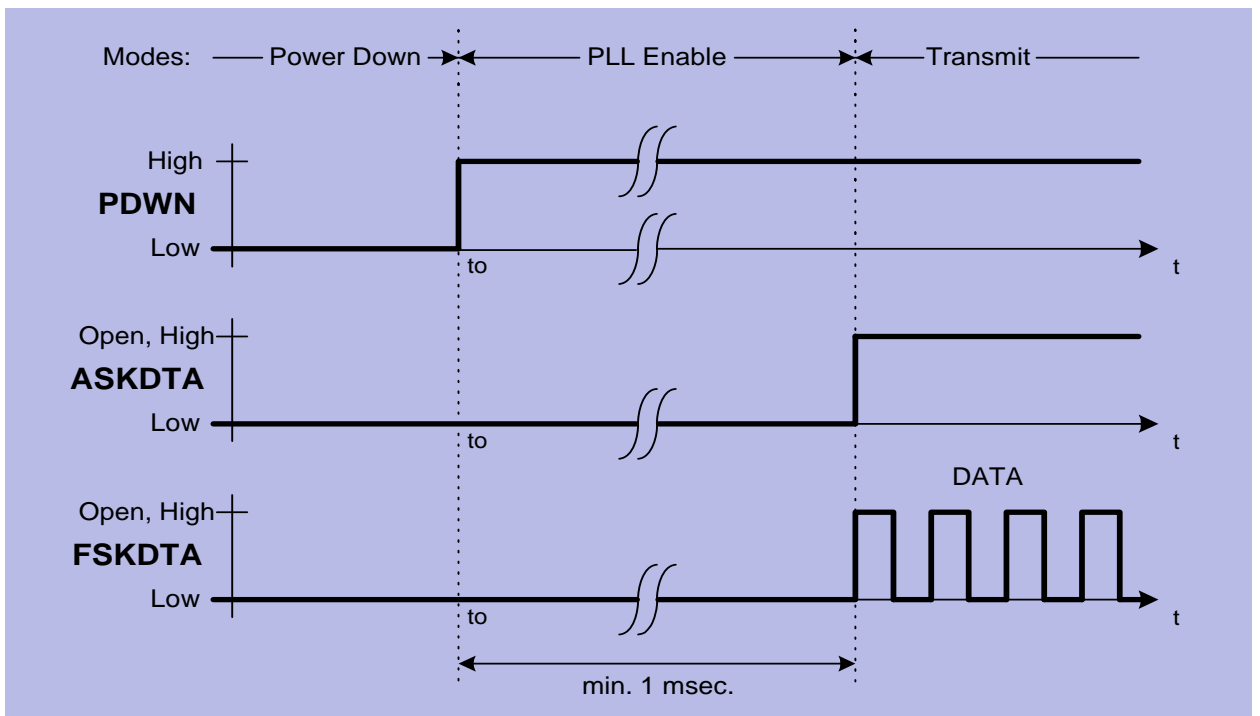 Modes: Power Down PLL Enable Transmit
High
PDWN
Low
to
t
Open, High
ASKDTA
Low
to
t
DATA
Open, High
FSKDTA
Low
to
t
min. 1 msec.